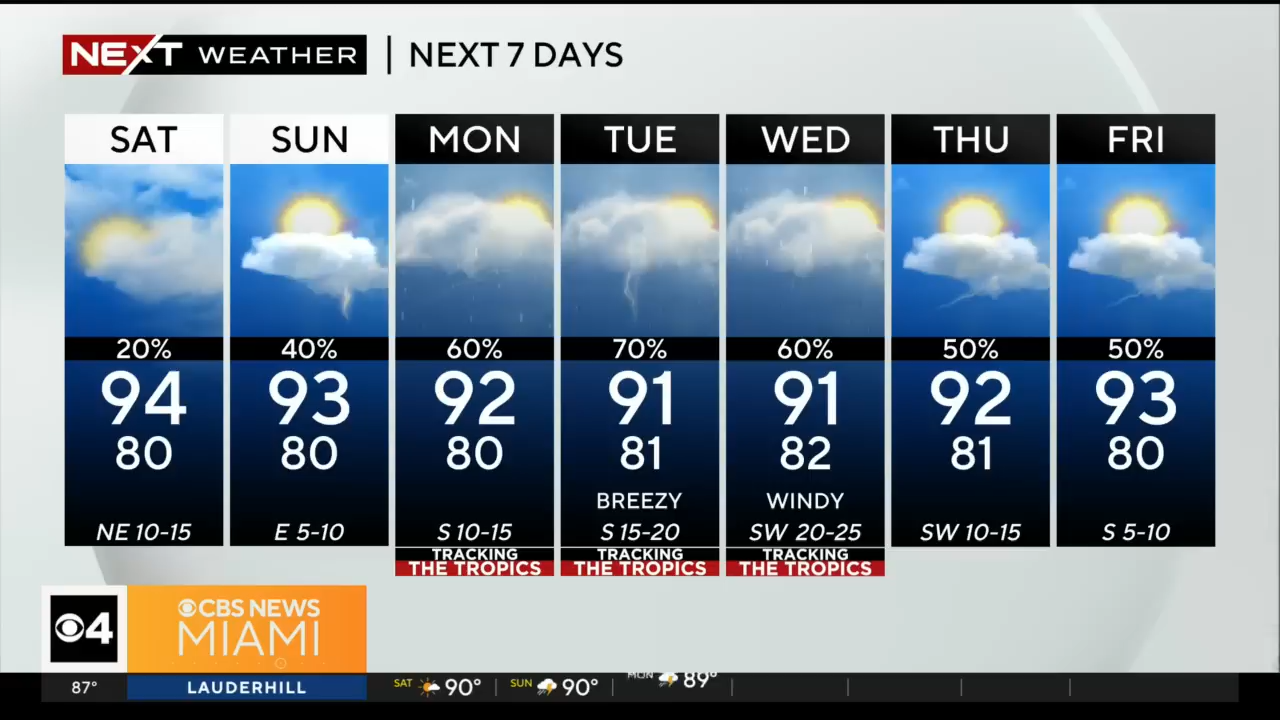 NEXT WEATHER | NEXT 7 DAYS
SAT SUN MON TUE WED THU FRI
20% 40% 60% 70% 60% 50% 50%
94 93 92 91 91 92 93
80 80 80 81 82 81 80
BREEZY WINDY
NE 10-15 E 5-10 S 10-15 S 15-20 SW 20-25 SW 10-15 S 5-10
TRACKING TRACKING TRACKING
THE TROPICS THE TROPICS THE TROPICS
4 CBS NEWS
MIAMI
87° LAUDERHILL SAT 90° SUN 90° MON 89°